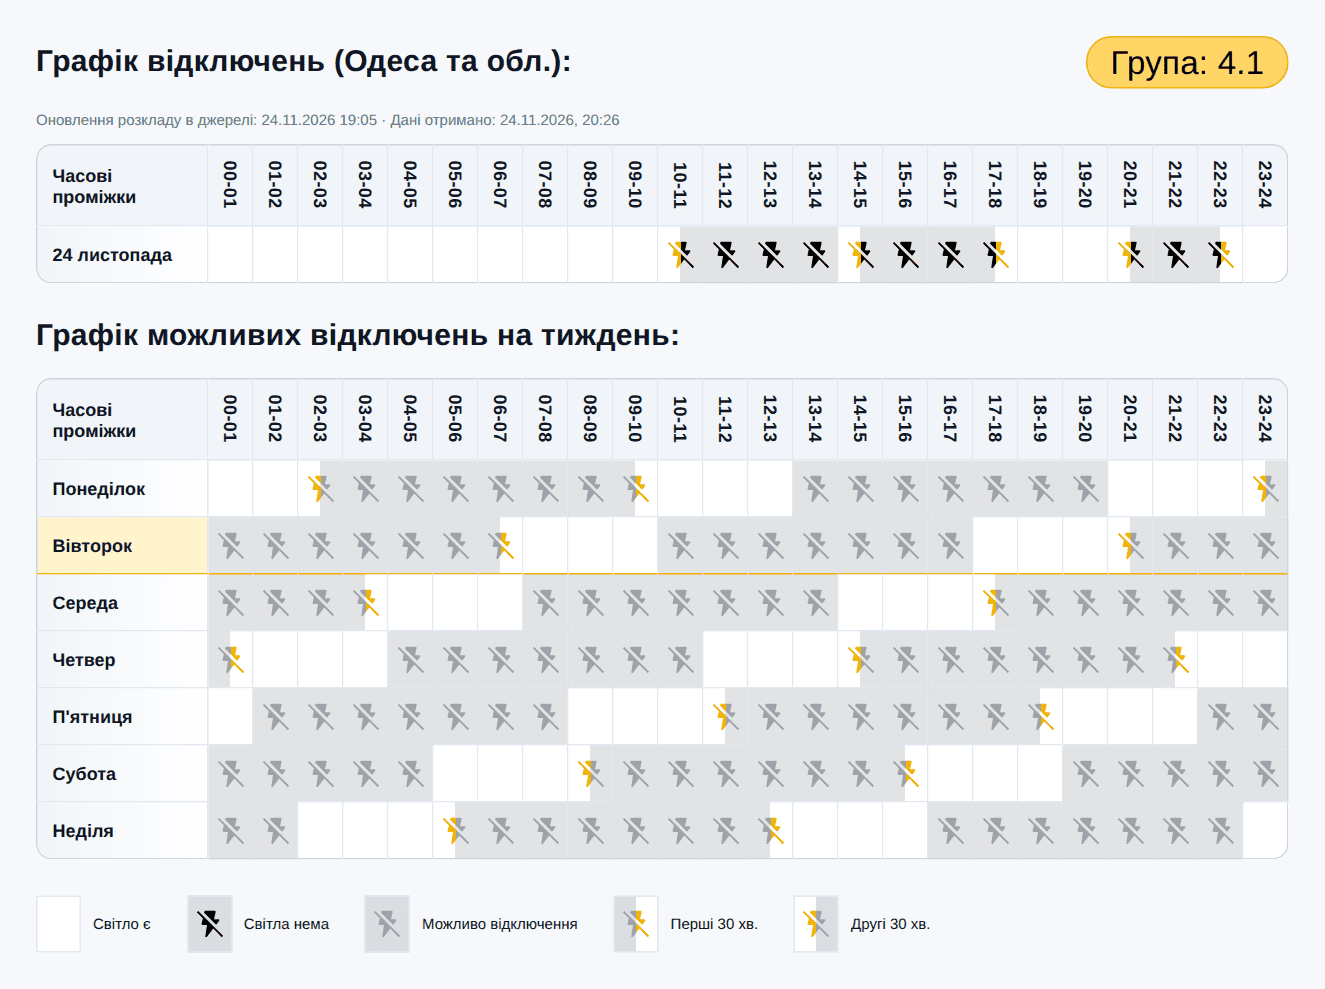 Графік відключень (Одеса та обл.):
Група: 4.1
Оновлення розкладу в джерелі: 24.11.2026 19:05 · Дані отримано: 24.11.2026, 20:26
Часові проміжки 00-01 01-02 02-03 03-04 04-05 05-06 06-07 07-08 08-09 09-10 10-11 11-12 12-13 13-14 14-15 15-16 16-17 17-18 18-19 19-20 20-21 21-22 22-23 23-24
24 листопада
Графік можливих відключень на тиждень:
Часові проміжки 00-01 01-02 02-03 03-04 04-05 05-06 06-07 07-08 08-09 09-10 10-11 11-12 12-13 13-14 14-15 15-16 16-17 17-18 18-19 19-20 20-21 21-22 22-23 23-24
Понеділок
Вівторок
Середа
Четвер
П'ятниця
Субота
Неділя
Світло є Світла нема Можливо відключення Перші 30 хв. Другі 30 хв.